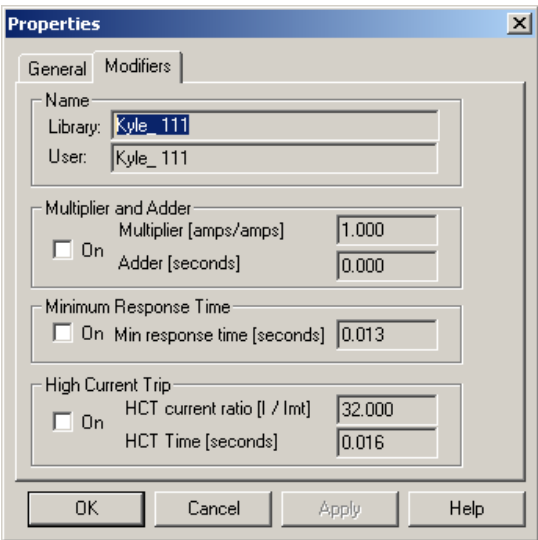 Properties
General Modifiers
Name
Library: Kyle_ 111
User: Kyle_ 111
Multiplier and Adder
On
Multiplier [amps/amps] 1.000
Adder [seconds] 0.000
Minimum Response Time
On Min response time [seconds] 0.013
High Current Trip
On
HCT current ratio [I / Imt] 32.000
HCT Time [seconds] 0.016
OK Cancel Apply Help